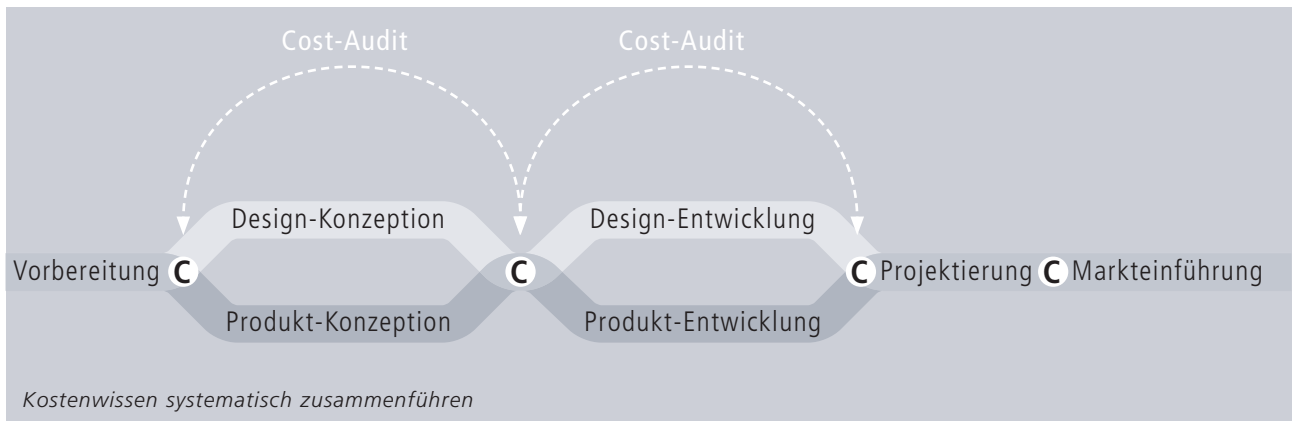 Cost-Audit Cost-Audit
Design-Konzeption Design-Entwicklung
Vorbereitung C C C Projektierung C Markteinführung
Produkt-Konzeption Produkt-Entwicklung
Kostenwissen systematisch zusammenführen